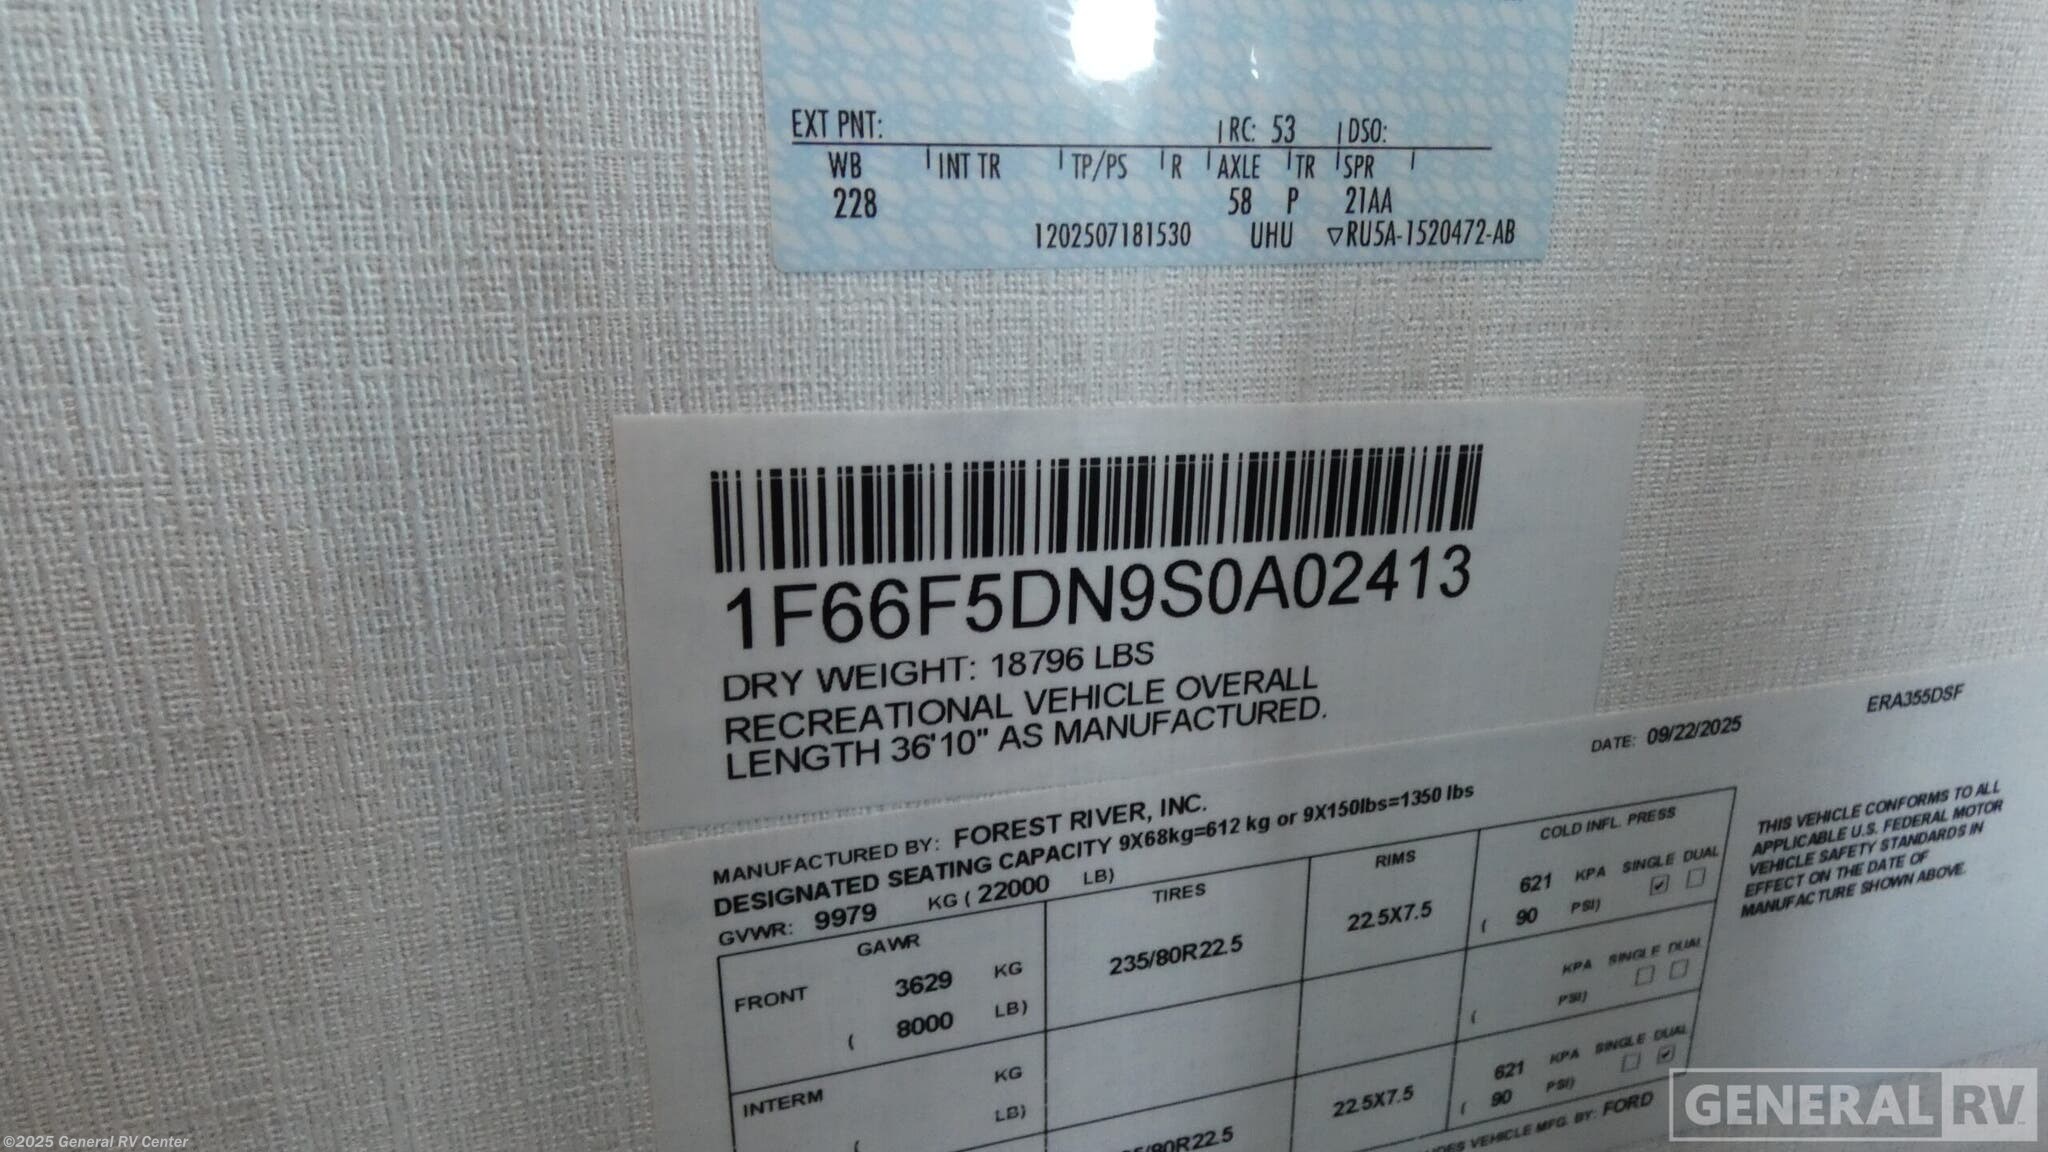 EXT PNT: RC: 53 DSO:
WB INT TR TP/PS R AXLE TR SPR
228 58 P 21AA
1202507181530 UHU ▽RU5A-1520472-AB
1F66F5DN9S0A02413
DRY WEIGHT: 18796 LBS
RECREATIONAL VEHICLE OVERALL
LENGTH 36'10" AS MANUFACTURED.
DATE: 09/22/2025 ERA355DSF
MANUFACTURED BY: FOREST RIVER, INC.
DESIGNATED SEATING CAPACITY 9X68kg=612 kg or 9X150lbs=1350 lbs
GVWR: 9979 KG ( 22000 LB)
GAWR TIRES RIMS COLD INFL. PRESS
FRONT 3629 KG 235/80R22.5 22.5X7.5 621 KPA SINGLE DUAL
( 8000 LB) ( 90 PSI)
INTERM KG KPA SINGLE DUAL
( LB) ( PSI)
22.5X7.5 621 KPA SINGLE DUAL
( 90 PSI)
80R22.5
VEHICLE MFG. BY: FORD
THIS VEHICLE CONFORMS TO ALL
APPLICABLE U.S. FEDERAL MOTOR
VEHICLE SAFETY STANDARDS IN
EFFECT ON THE DATE OF
MANUFACTURE SHOWN ABOVE.
GENERAL RV
©2025 General RV Center